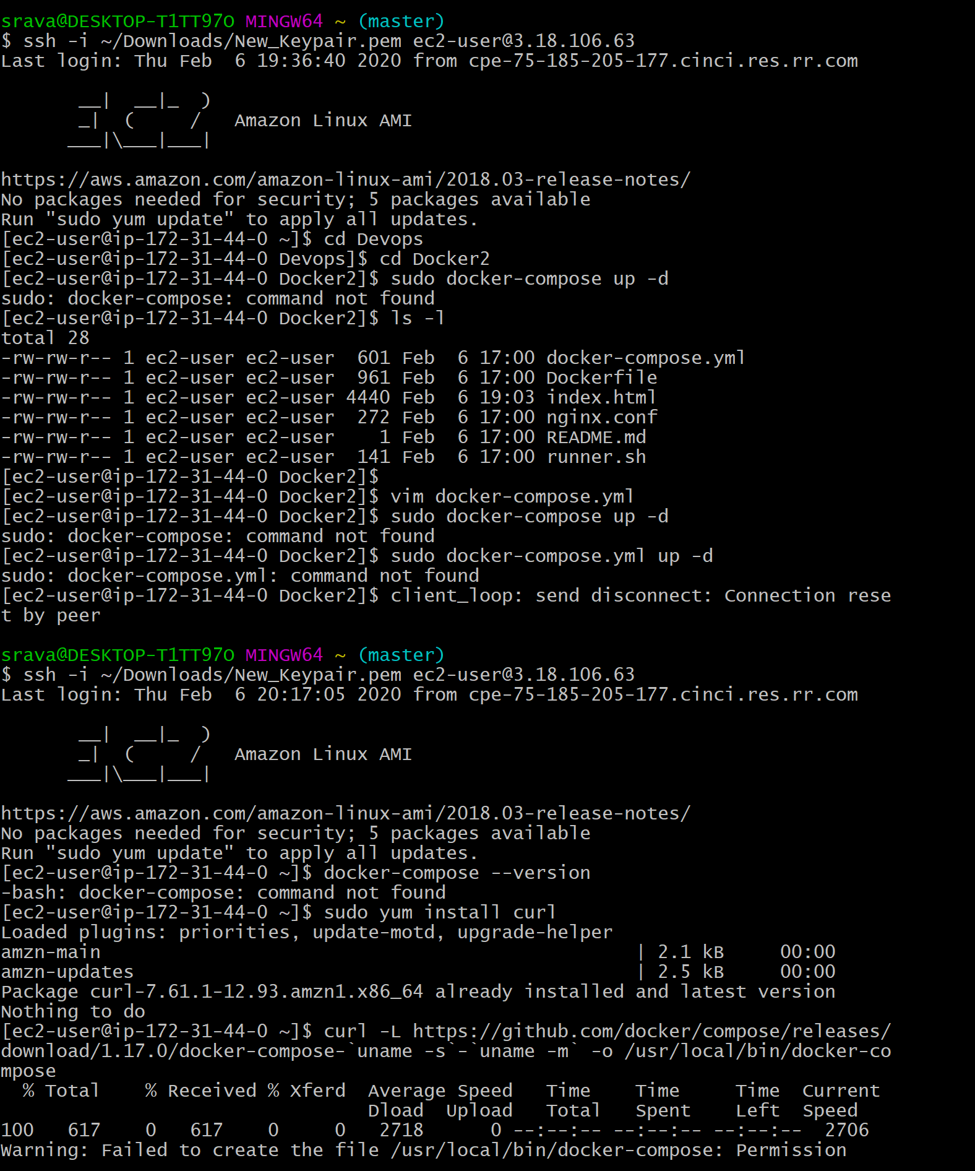 srava@DESKTOP-T1TT97O MINGW64 ~ (master)
$ ssh -i ~/Downloads/New_Keypair.pem ec2-user@3.18.106.63
Last login: Thu Feb  6 19:36:40 2020 from cpe-75-185-205-177.cinci.res.rr.com

       __|  __|_  )
       _|  (     /   Amazon Linux AMI
      ___|\___|___|

https://aws.amazon.com/amazon-linux-ami/2018.03-release-notes/
No packages needed for security; 5 packages available
Run "sudo yum update" to apply all updates.
[ec2-user@ip-172-31-44-0 ~]$ cd Devops
[ec2-user@ip-172-31-44-0 Devops]$ cd Docker2
[ec2-user@ip-172-31-44-0 Docker2]$ sudo docker-compose up -d
sudo: docker-compose: command not found
[ec2-user@ip-172-31-44-0 Docker2]$ ls -l
total 28
-rw-rw-r-- 1 ec2-user ec2-user  601 Feb  6 17:00 docker-compose.yml
-rw-rw-r-- 1 ec2-user ec2-user  961 Feb  6 17:00 Dockerfile
-rw-rw-r-- 1 ec2-user ec2-user 4440 Feb  6 19:03 index.html
-rw-rw-r-- 1 ec2-user ec2-user  272 Feb  6 17:00 nginx.conf
-rw-rw-r-- 1 ec2-user ec2-user    1 Feb  6 17:00 README.md
-rw-rw-r-- 1 ec2-user ec2-user  141 Feb  6 17:00 runner.sh
[ec2-user@ip-172-31-44-0 Docker2]$
[ec2-user@ip-172-31-44-0 Docker2]$ vim docker-compose.yml
[ec2-user@ip-172-31-44-0 Docker2]$ sudo docker-compose up -d
sudo: docker-compose: command not found
[ec2-user@ip-172-31-44-0 Docker2]$ sudo docker-compose.yml up -d
sudo: docker-compose.yml: command not found
[ec2-user@ip-172-31-44-0 Docker2]$ client_loop: send disconnect: Connection rese
t by peer

srava@DESKTOP-T1TT97O MINGW64 ~ (master)
$ ssh -i ~/Downloads/New_Keypair.pem ec2-user@3.18.106.63
Last login: Thu Feb  6 20:17:05 2020 from cpe-75-185-205-177.cinci.res.rr.com

       __|  __|_  )
       _|  (     /   Amazon Linux AMI
      ___|\___|___|

https://aws.amazon.com/amazon-linux-ami/2018.03-release-notes/
No packages needed for security; 5 packages available
Run "sudo yum update" to apply all updates.
[ec2-user@ip-172-31-44-0 ~]$ docker-compose --version
-bash: docker-compose: command not found
[ec2-user@ip-172-31-44-0 ~]$ sudo yum install curl
Loaded plugins: priorities, update-motd, upgrade-helper
amzn-main                                                | 2.1 kB     00:00
amzn-updates                                             | 2.5 kB     00:00
Package curl-7.61.1-12.93.amzn1.x86_64 already installed and latest version
Nothing to do
[ec2-user@ip-172-31-44-0 ~]$ curl -L https://github.com/docker/compose/releases/
download/1.17.0/docker-compose-`uname -s`-`uname -m` -o /usr/local/bin/docker-co
mpose
  % Total    % Received % Xferd  Average Speed   Time    Time     Time  Current
                                 Dload  Upload   Total   Spent    Left  Speed
100   617    0   617    0     0   2718      0 --:--:-- --:--:-- --:--:--  2706
Warning: Failed to create the file /usr/local/bin/docker-compose: Permission